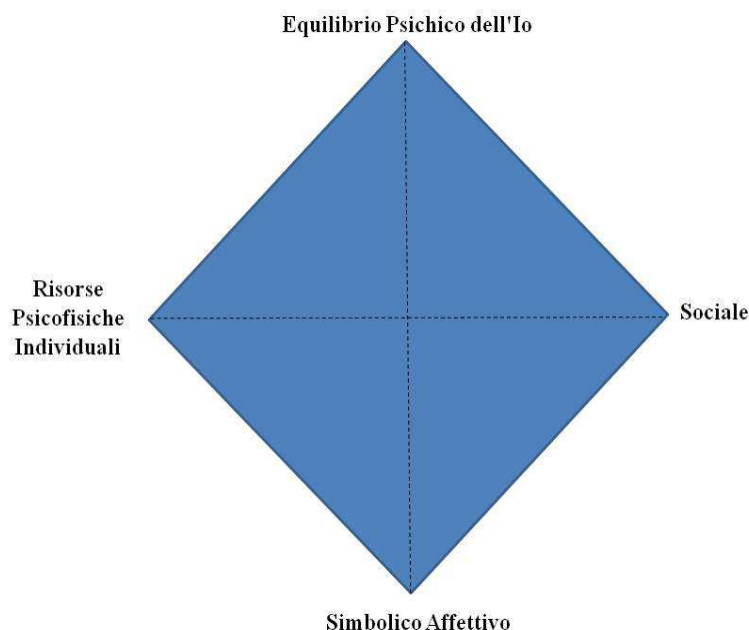 Equilibrio Psichico dell'Io
Risorse
Psicofisiche
Individuali
Sociale
Simbolico Affettivo